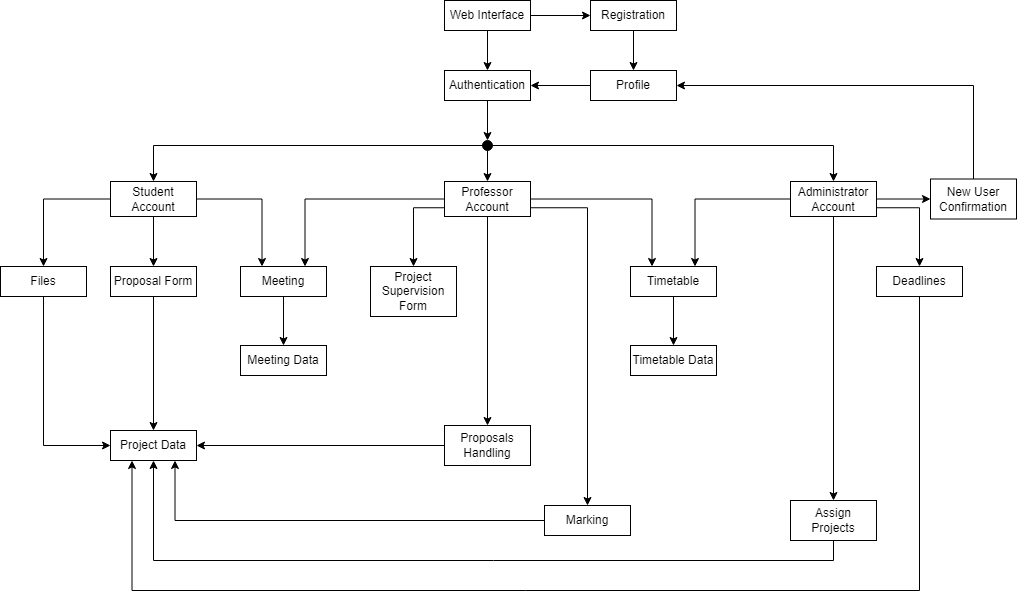 Web Interface
Registration
Authentication
Profile
Student
Account
Professor
Account
Administrator
Account
New User
Confirmation
Files
Proposal Form
Meeting
Project
Supervision
Form
Timetable
Deadlines
Meeting Data
Timetable Data
Project Data
Proposals
Handling
Marking
Assign
Projects